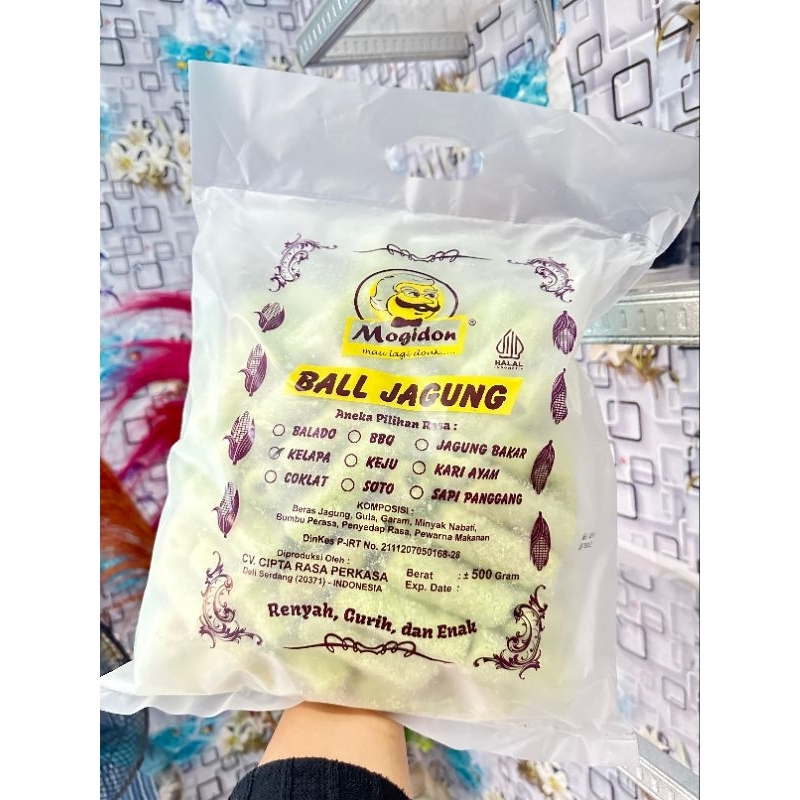 Mogidon®
mau lagi donk.....
HALAL
INDONESIA
BALL JAGUNG
Aneka Pilihan Rasa :
BALADO BBQ JAGUNG BAKAR
KELAPA KEJU KARI AYAM
COKLAT SOTO SAPI PANGGANG
KOMPOSISI :
Beras Jagung, Gula, Garam, Minyak Nabati,
Bumbu Perasa, Penyedap Rasa, Pewarna Makanan
DinKes P-IRT No. 2111207050168-28
Diproduksi Oleh :
CV. CIPTA RASA PERKASA
Deli Serdang (20371) - INDONESIA
Berat : ± 500 Gram
Exp. Date :
Renyah, Gurih, dan Enak